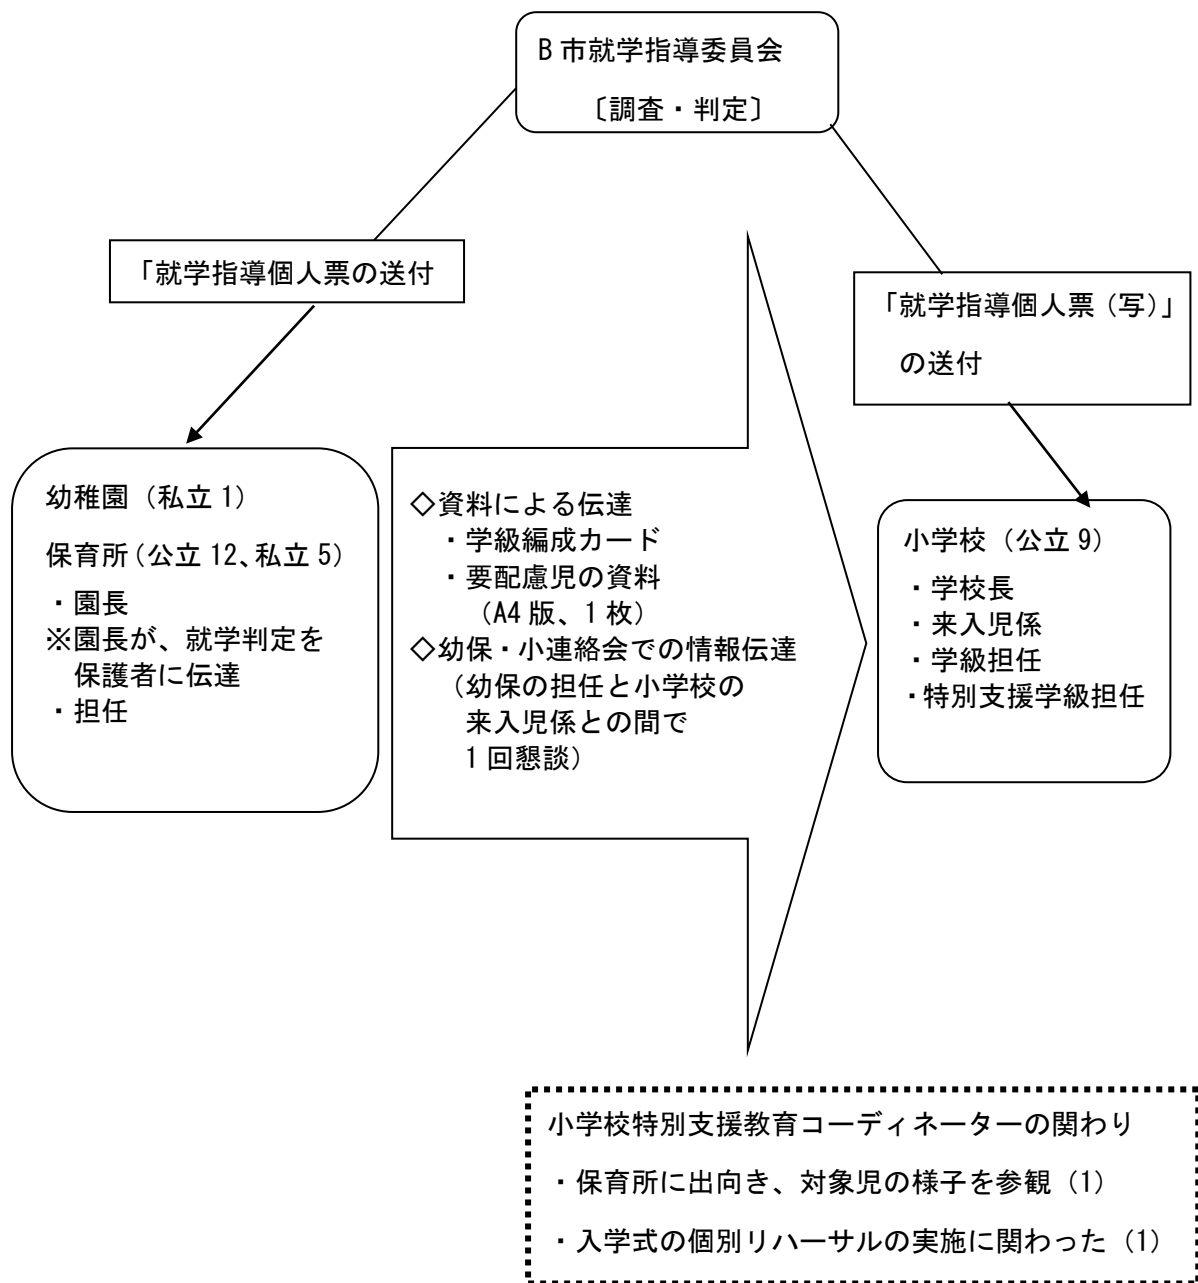 B 市就学指導委員会
〔調査・判定〕
「就学指導個人票の送付
「就学指導個人票（写）」
の送付
幼稚園（私立 1）
保育所（公立 12、私立 5）
・園長
※園長が、就学判定を
保護者に伝達
・担任
◇資料による伝達
・学級編成カード
・要配慮児の資料
（A4 版、1 枚）
◇幼保・小連絡会での情報伝達
（幼保の担任と小学校の
来入児係との間で
1 回懇談）
小学校（公立 9）
・学校長
・来入児係
・学級担任
・特別支援学級担任
小学校特別支援教育コーディネーターの関わり
・保育所に出向き、対象児の様子を参観（1）
・入学式の個別リハーサルの実施に関わった（1）